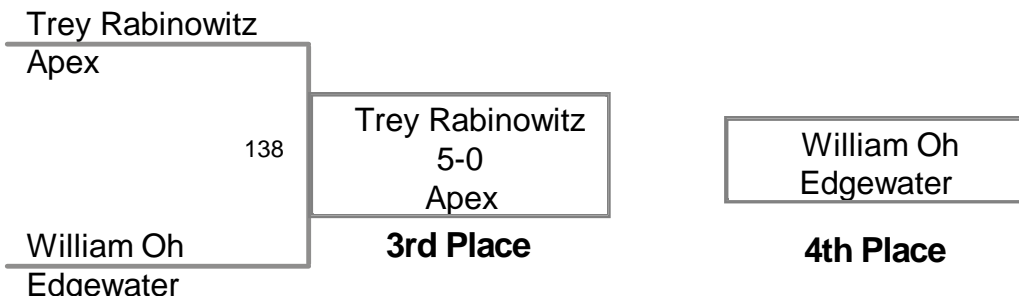 Trey Rabinowitz
Apex
138
Trey Rabinowitz
5-0
Apex
3rd Place
William Oh
Edgewater
William Oh
Edgewater
4th Place